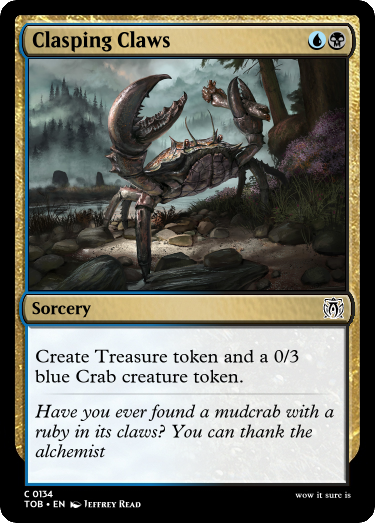 Clasping Claws
Sorcery
Create Treasure token and a 0/3
blue Crab creature token.
Have you ever found a mudcrab with a
ruby in its claws? You can thank the
alchemist
C 0134
TOB • EN Jeffrey Read
wow it sure is